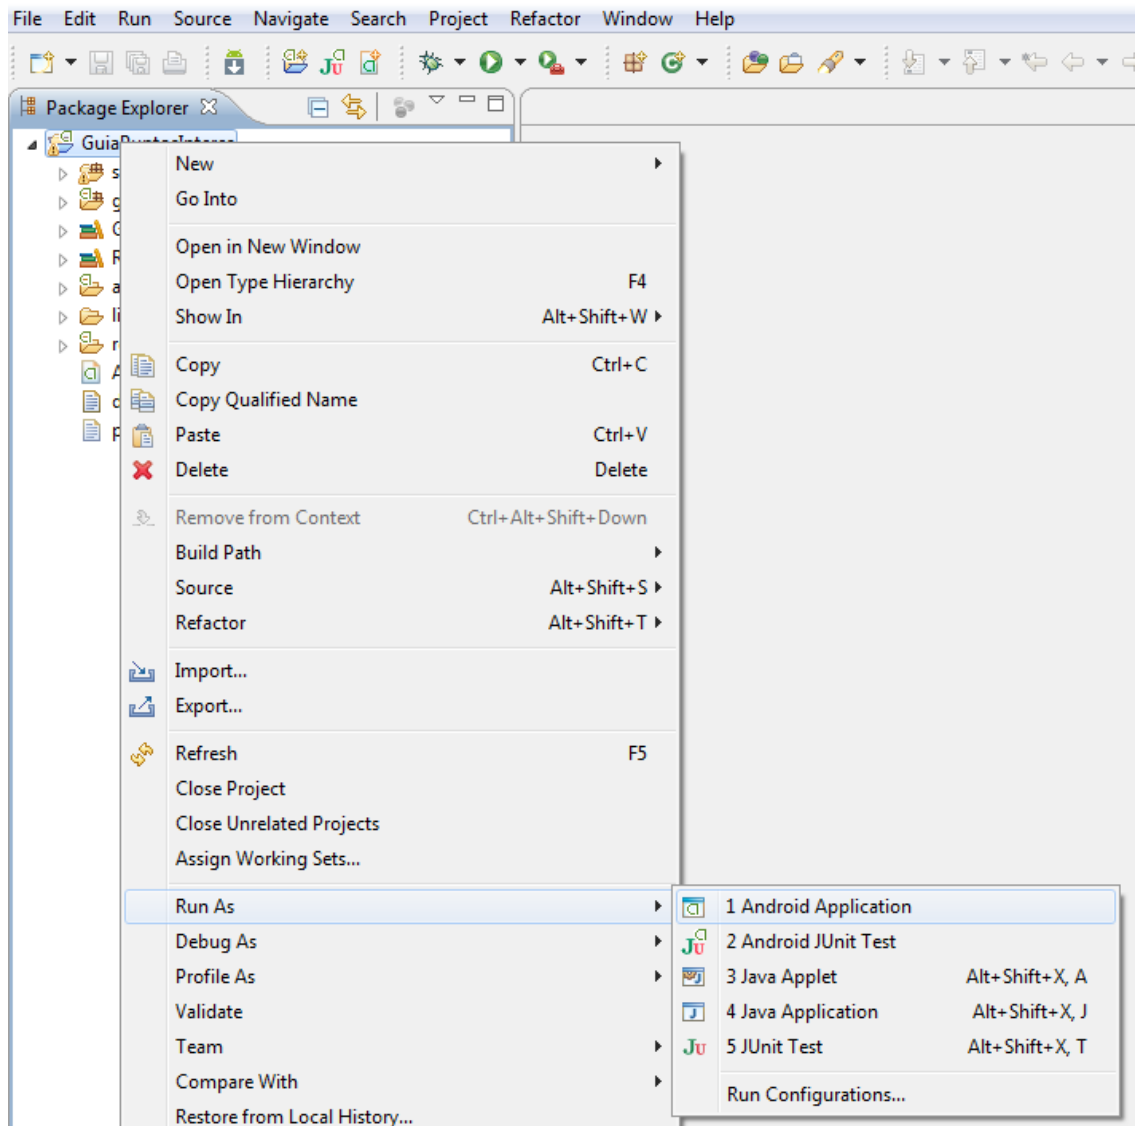 File Edit Run Source Navigate Search Project Refactor Window Help
Package Explorer
New
Go Into
Open in New Window
Open Type Hierarchy F4
Show In Alt+Shift+W
Copy Ctrl+C
Copy Qualified Name
Paste Ctrl+V
Delete Delete
Remove from Context Ctrl+Alt+Shift+Down
Build Path
Source Alt+Shift+S
Refactor Alt+Shift+T
Import...
Export...
Refresh F5
Close Project
Close Unrelated Projects
Assign Working Sets...
Run As
1 Android Application
Debug As
2 Android JUnit Test
Profile As
3 Java Applet Alt+Shift+X, A
Validate
4 Java Application Alt+Shift+X, J
Team
5 JUnit Test Alt+Shift+X, T
Compare With
Run Configurations...
Restore from Local History...